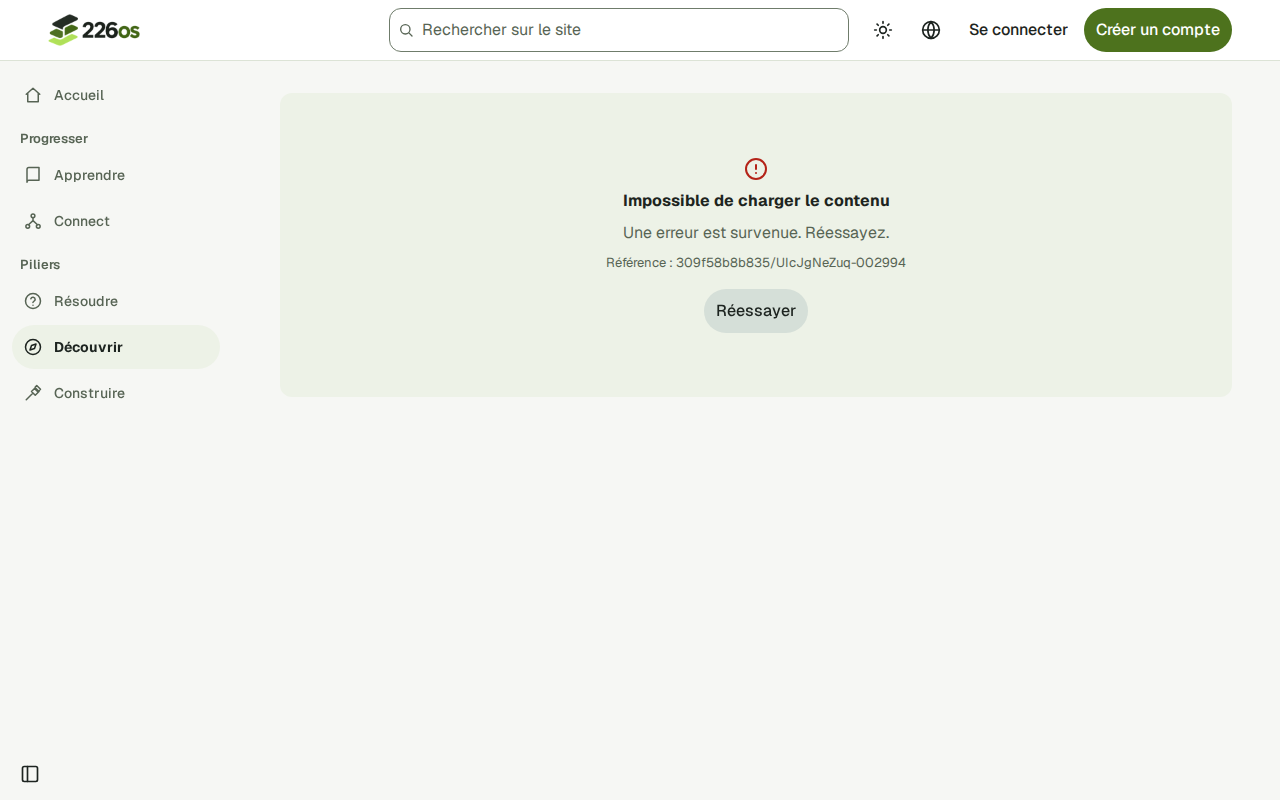 226os
Rechercher sur le site
Se connecter
Créer un compte
Accueil
Progresser
Apprendre
Connect
Piliers
Résoudre
Découvrir
Construire
Impossible de charger le contenu
Une erreur est survenue. Réessayez.
Référence : 309f58b8b835/UIcJgNeZuq-002994
Réessayer